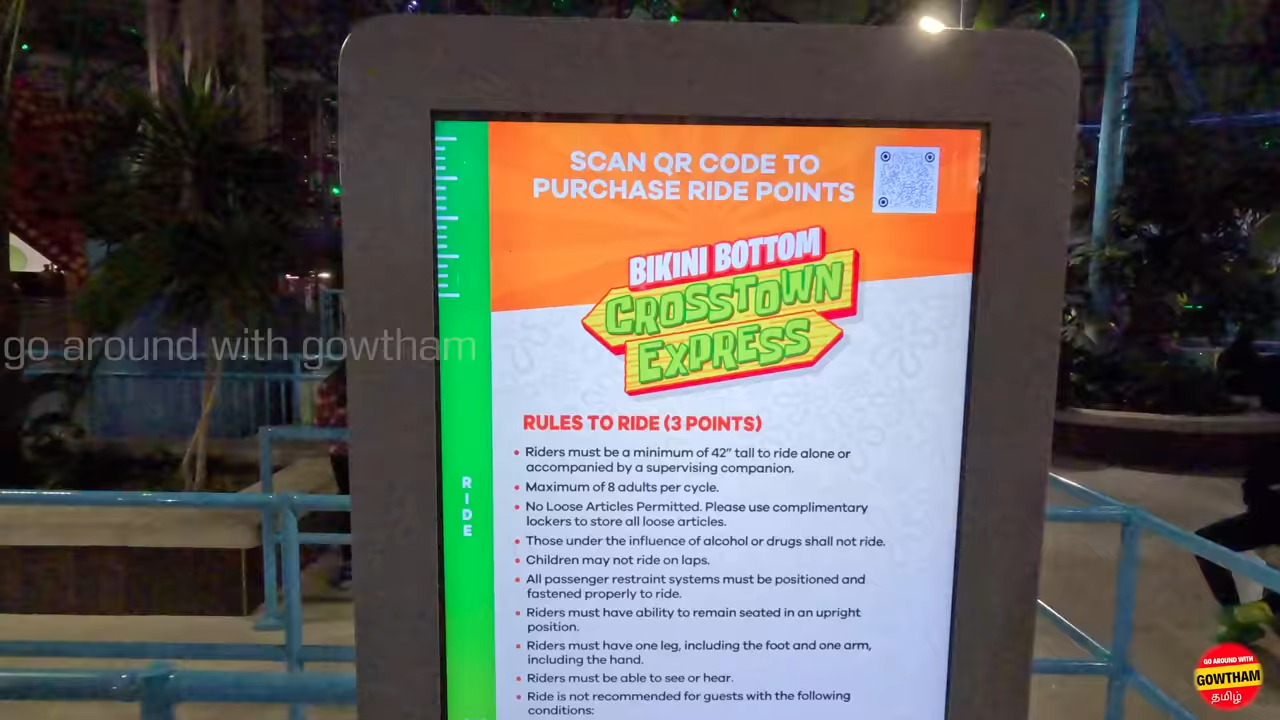 SCAN QR CODE TO
PURCHASE RIDE POINTS
BIKINI BOTTOM
CROSSTOWN
EXPRESS
go around with gowtham
RULES TO RIDE (3 POINTS)
• Riders must be a minimum of 42" tall to ride alone or
accompanied by a supervising companion.
• Maximum of 8 adults per cycle.
• No Loose Articles Permitted. Please use complimentary
lockers to store all loose articles.
• Those under the influence of alcohol or drugs shall not ride.
• Children may not ride on laps.
• All passenger restraint systems must be positioned and
fastened properly to ride.
• Riders must have ability to remain seated in an upright
position.
• Riders must have one leg, including the foot and one arm,
including the hand.
• Riders must be able to see or hear.
• Ride is not recommended for guests with the following
conditions:
RIDE
GO AROUND WITH
GOWTHAM
தமிழ்